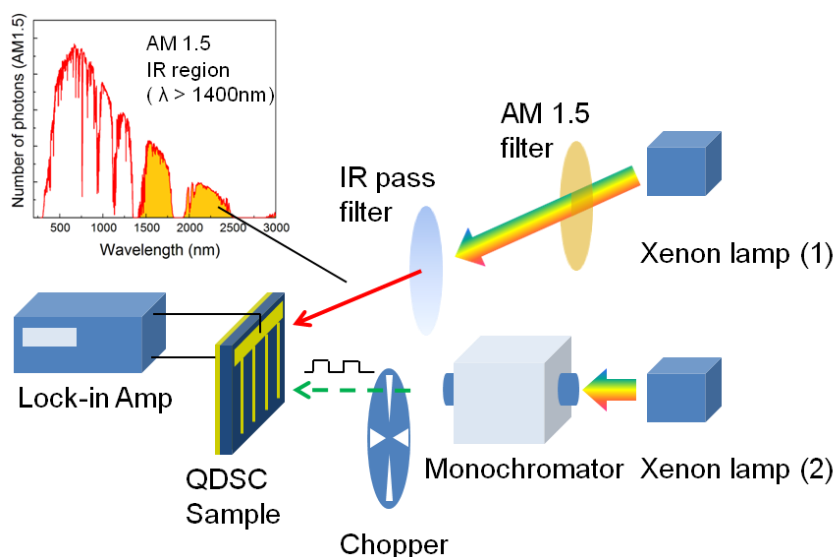 AM 1.5
IR region
( λ > 1400nm)
Number of photons (AM1.5)
500 1000 1500 2000 2500 3000
Wavelength (nm)
AM 1.5
filter
IR pass
filter
Xenon lamp (1)
Lock-in Amp
QDSC
Sample
Chopper
Monochromator
Xenon lamp (2)